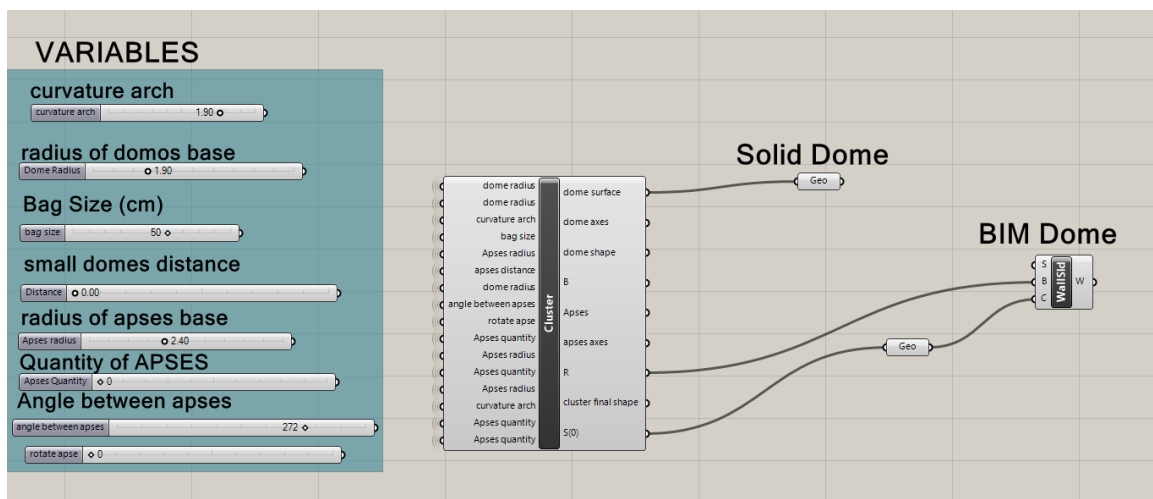 VARIABLES
curvature arch
curvature arch 1.90
radius of domos base
Dome Radius 1.90
Bag Size (cm)
bag size 50
small domes distance
Distance 0.00
radius of apses base
Apses radius 2.40
Quantity of APSES
Apses Quantity 0
Angle between apses
angle between apses 272
rotate apse 0
dome radius
dome radius
curvature arch
bag size
Apses radius
apses distance
dome radius
angle between apses
rotate apse
Apses quantity
Apses radius
Apses quantity
Apses radius
curvature arch
Apses quantity
Apses quantity
Cluster
dome surface
dome axes
dome shape
B
Apses
apses axes
R
cluster final shape
S(0)
Solid Dome
Geo
Geo
BIM Dome
S
B
C
WallSld
W